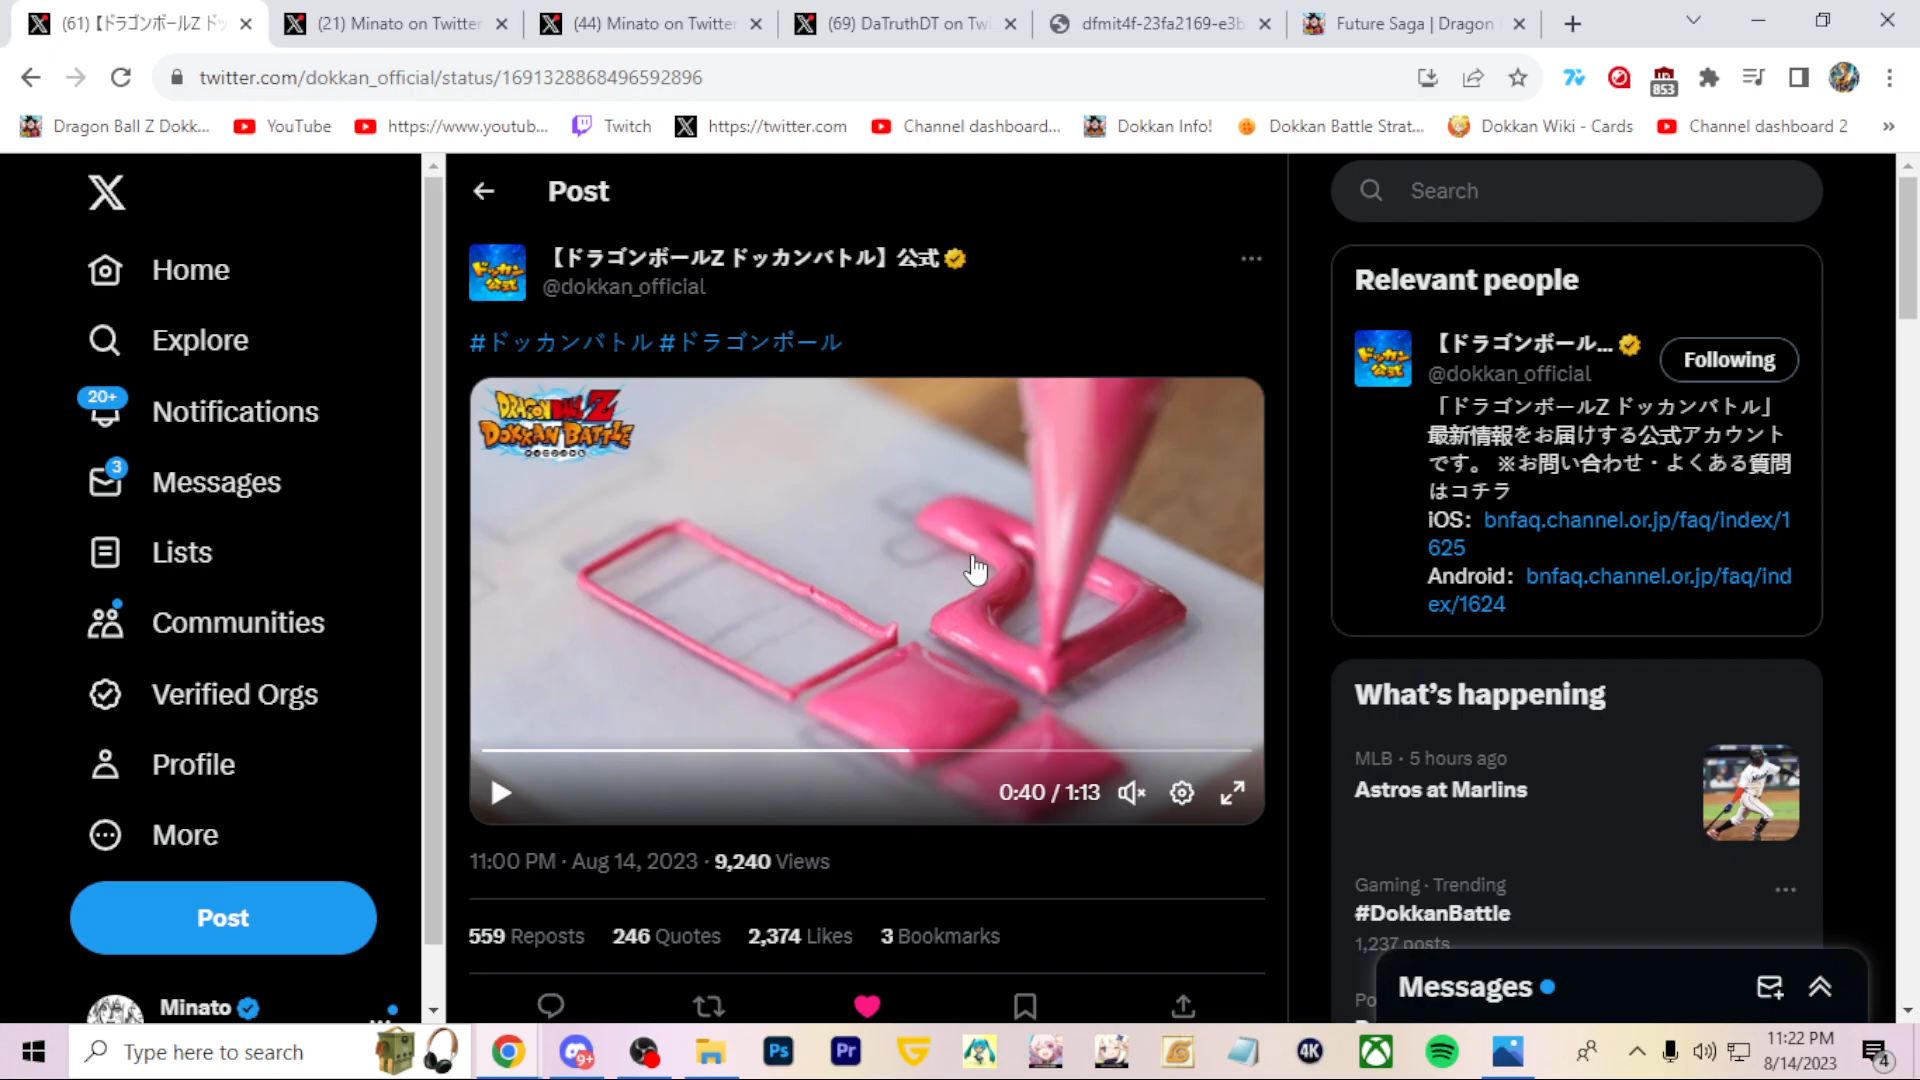 (61)【ドラゴンボールZ ド
(21) Minato on Twitter
(44) Minato on Twitter
(69) DaTruthDT on Twi
dfmit4f-23fa2169-e3b
Future Saga | Dragon
twitter.com/dokkan_official/status/1691328868496592896
853
Dragon Ball Z Dokk...
YouTube
https://www.youtub...
Twitch
https://twitter.com
Channel dashboard...
Dokkan Info!
Dokkan Battle Strat...
Dokkan Wiki - Cards
Channel dashboard 2
Home
Explore
20+
Notifications
3
Messages
Lists
Communities
Verified Orgs
Profile
More
Post
Minato
Post
【ドラゴンボールZ ドッカンバトル】公式
@dokkan_official
#ドッカンバトル #ドラゴンボール
DRAGON BALL Z
DOKKAN BATTLE
0:40 / 1:13
11:00 PM · Aug 14, 2023 · 9,240 Views
559 Reposts 246 Quotes 2,374 Likes 3 Bookmarks
Search
Relevant people
【ドラゴンボール...
@dokkan_official
Following
「ドラゴンボールZ ドッカンバトル」
最新情報をお届けする公式アカウント
です。 ※お問い合わせ・よくある質問
はコチラ
iOS: bnfaq.channel.or.jp/faq/index/1
625
Android: bnfaq.channel.or.jp/faq/ind
ex/1624
What's happening
MLB · 5 hours ago
Astros at Marlins
Gaming · Trending
#DokkanBattle
1,237 posts
Po
Messages
Type here to search
9+
Ps
Pr
4K
11:22 PM
8/14/2023
4